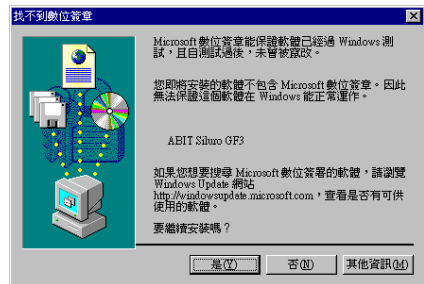 找不到數位簽章
Microsoft 數位簽章能保證軟體已經過 Windows 測
試，且自測試過後，未曾被竄改。
您即將安裝的軟體不包含 Microsoft 數位簽章。因此
無法保證這個軟體在 Windows 能正常運作。
ABIT Siluro GF3
如果您想要搜尋 Microsoft 數位簽署的軟體，請瀏覽
Windows Update 網站
http://windowsupdate.microsoft.com，查看是否有可供
使用的軟體。
要繼續安裝嗎？
是(Y)
否(N)
其他資訊(M)